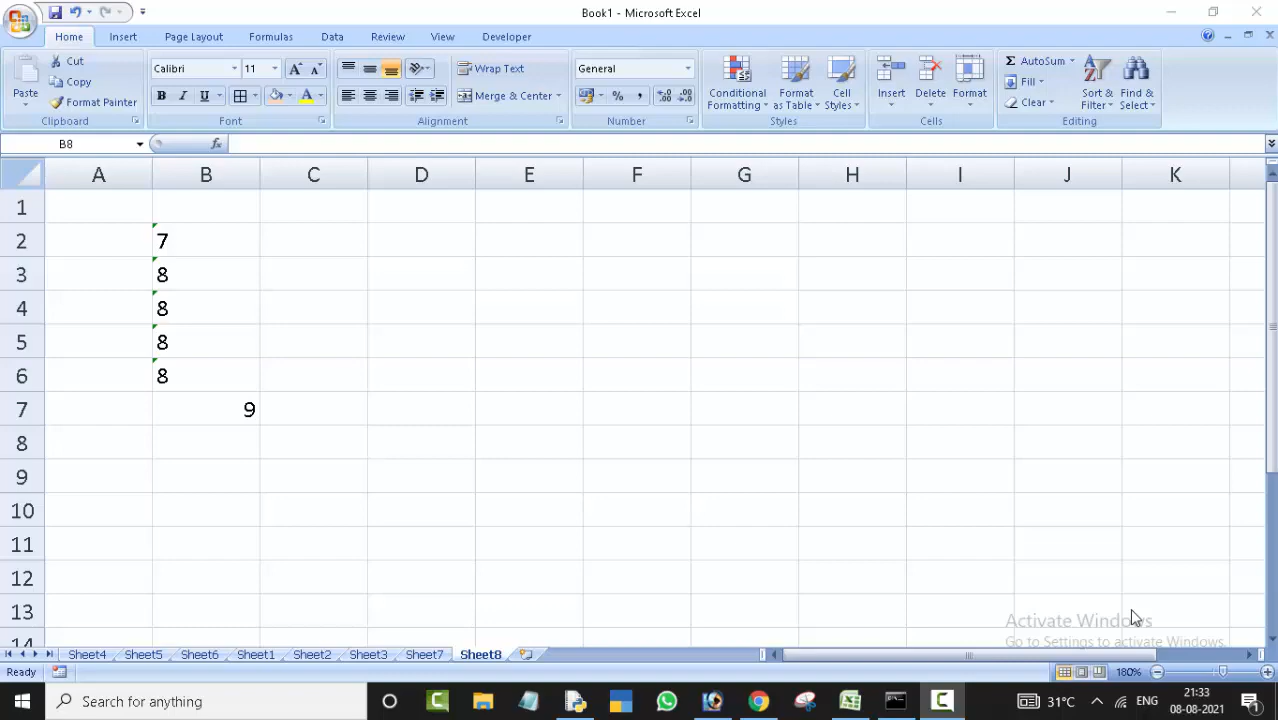 Book1 - Microsoft Excel
Home Insert Page Layout Formulas Data Review View Developer
Paste
Cut
Copy
Format Painter
Clipboard
Calibri 11
B I U A
Font
Wrap Text
Merge & Center
Alignment
General
% ,
Number
Conditional Formatting
Format as Table
Cell Styles
Styles
Insert Delete Format
Cells
Σ AutoSum
Fill
Clear
Sort & Filter
Find & Select
Editing
B8 fx
A B C D E F G H I J K
1
2 7
3 8
4 8
5 8
6 8
7 9
8
9
10
11
12
13
14
Activate Windows
Go to Settings to activate Windows.
Sheet4 Sheet5 Sheet6 Sheet1 Sheet2 Sheet3 Sheet7 Sheet8
Ready 180%
Search for anything
31°C ENG
21:33
08-08-2021
1